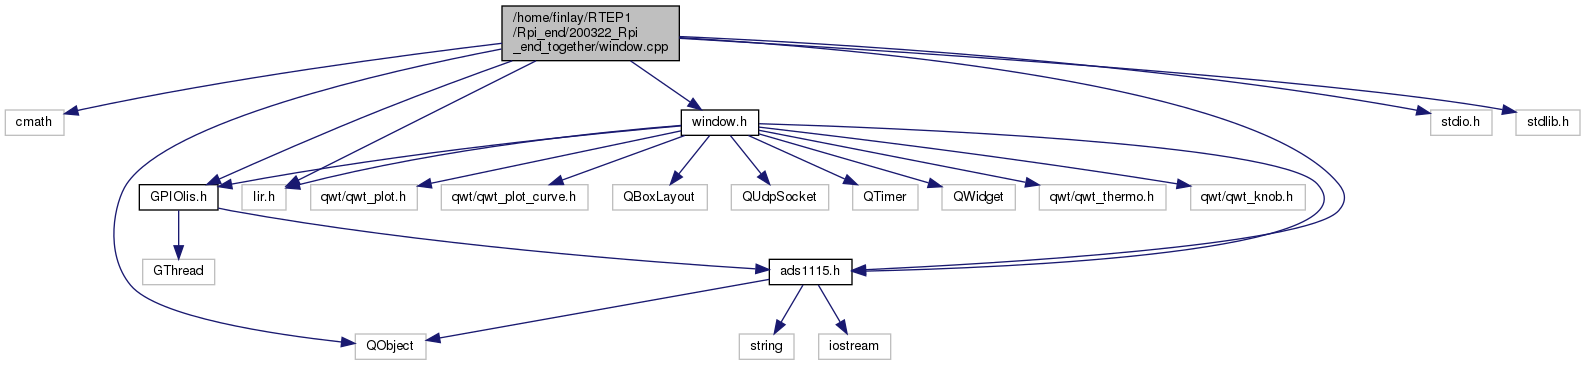 /home/finlay/RTEP1
/Rpi_end/200322_Rpi
_end_together/window.cpp
cmath
window.h
stdio.h
stdlib.h
GPIOlis.h
lir.h
qwt/qwt_plot.h
qwt/qwt_plot_curve.h
QBoxLayout
QUdpSocket
QTimer
QWidget
qwt/qwt_thermo.h
qwt/qwt_knob.h
GThread
ads1115.h
QObject
string
iostream